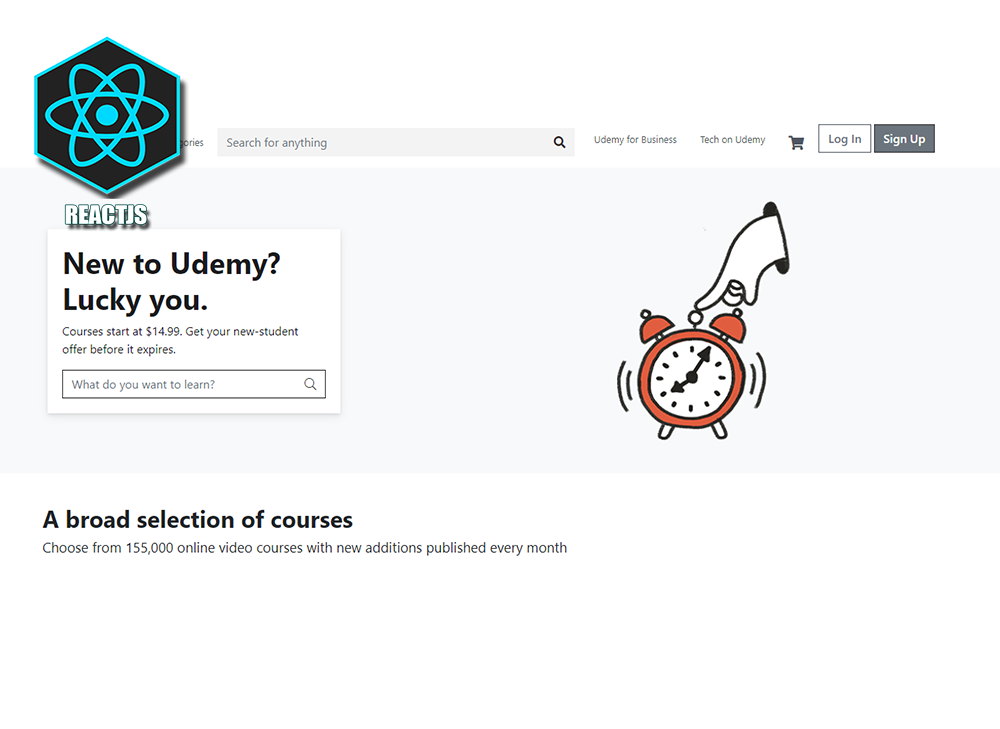 REACTJS
Search for anything
Udemy for Business
Tech on Udemy
Log In
Sign Up
New to Udemy?
Lucky you.
Courses start at $14.99. Get your new-student
offer before it expires.
What do you want to learn?
A broad selection of courses
Choose from 155,000 online video courses with new additions published every month